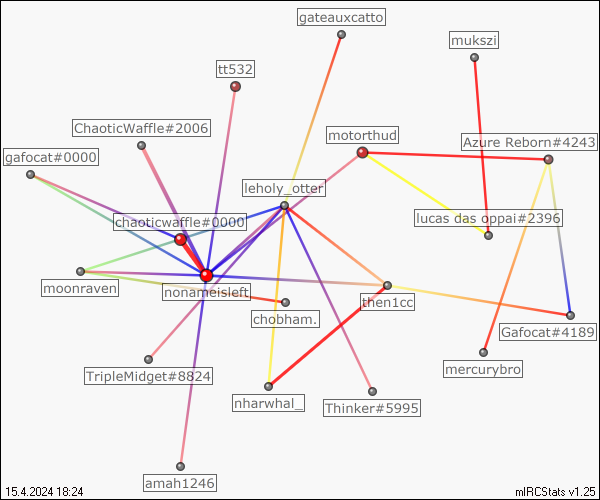 gateauxcatto
mukszi
tt532
ChaoticWaffle#2006
motorthud
Azure Reborn#4243
gafocat#0000
leholy_otter
chaoticwaffle#0000
lucas das oppai#2396
moonraven
nonameisleft
then1cc
chobham.
Gafocat#4189
TripleMidget#8824
mercurybro
nharwhal_
Thinker#5995
amah1246
15.4.2024 18:24
mIRCStats v1.25